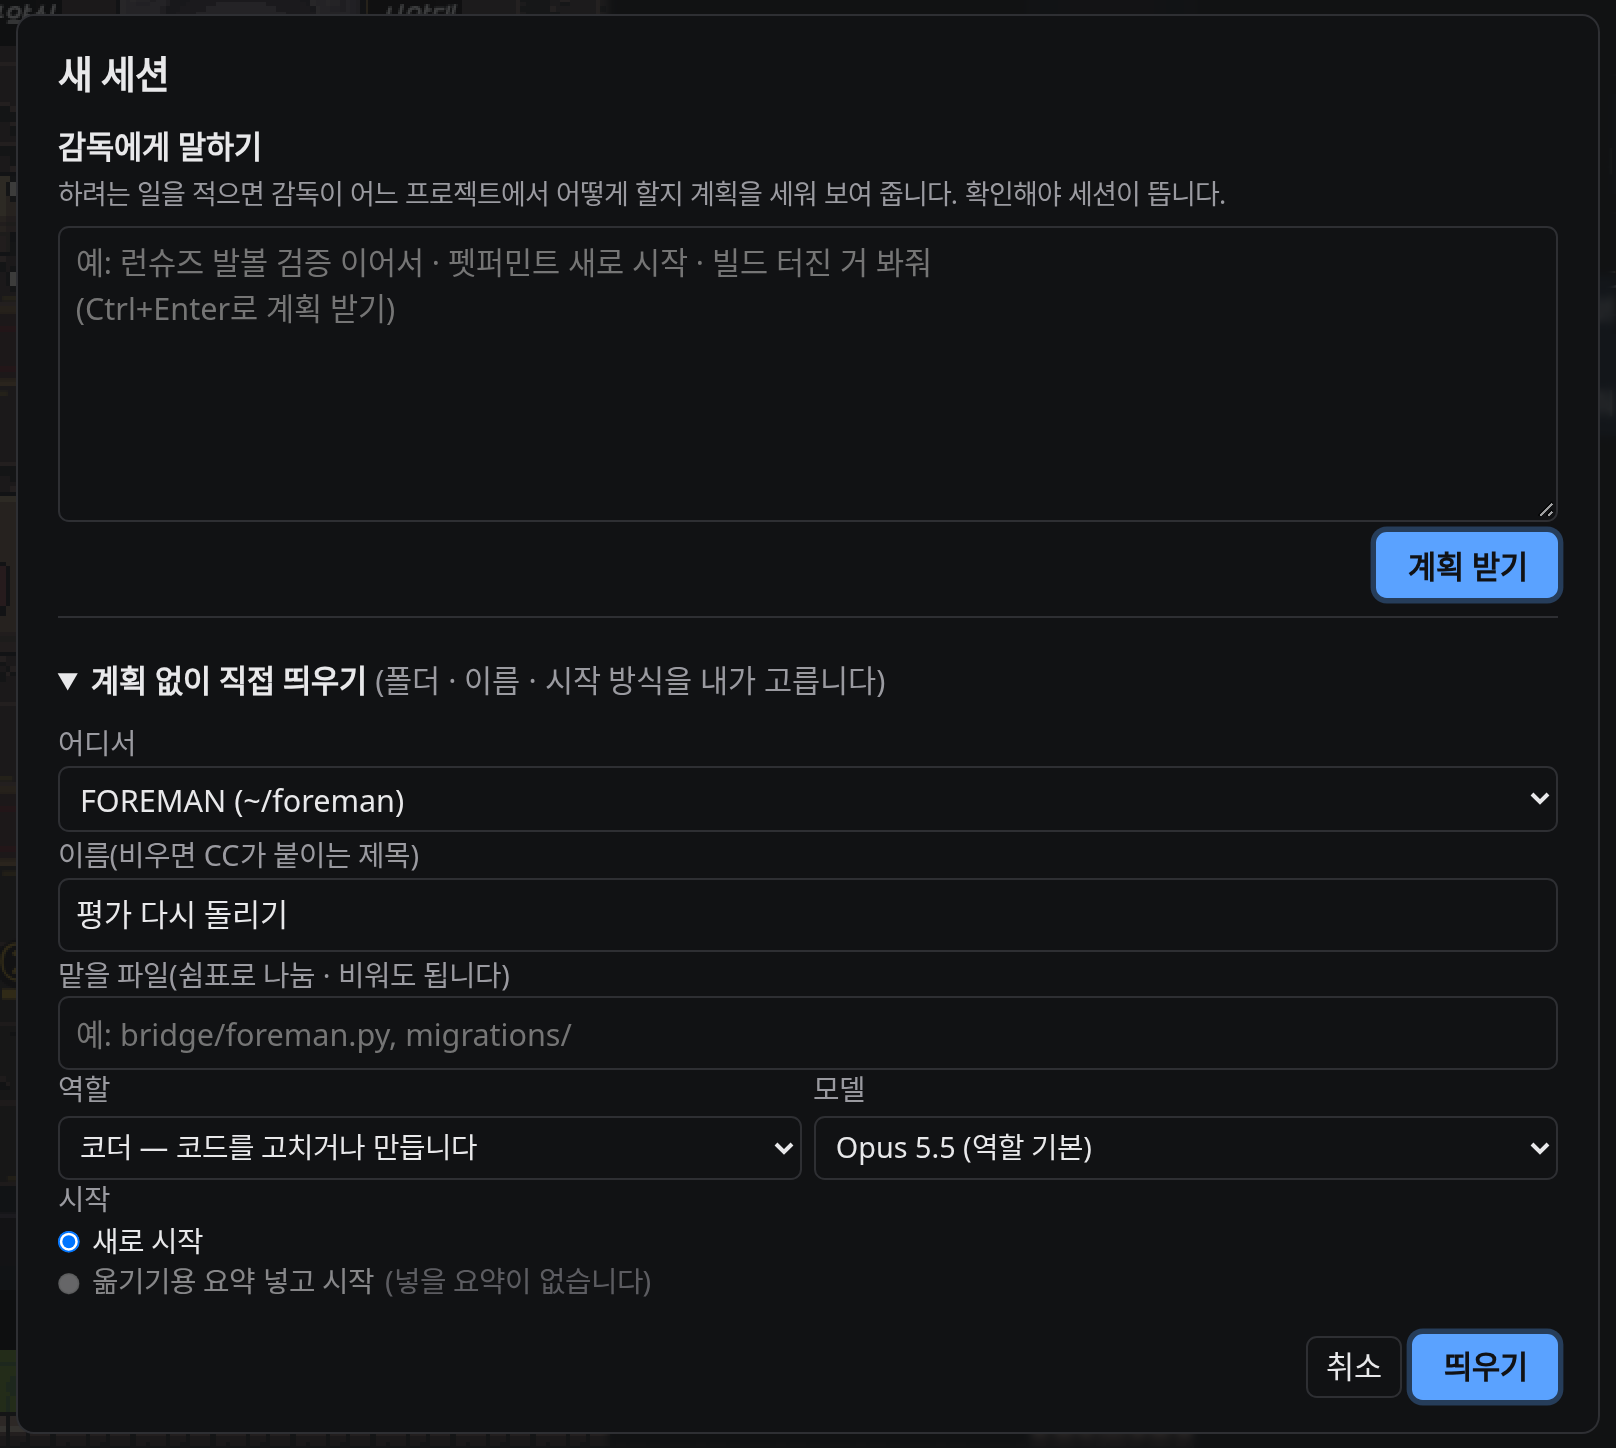 새 세션
감독에게 말하기
하려는 일을 적으면 감독이 어느 프로젝트에서 어떻게 할지 계획을 세워 보여 줍니다. 확인해야 세션이 뜹니다.
예: 런슈즈 발볼 검증 이어서 · 펫퍼민트 새로 시작 · 빌드 터진 거 봐줘
(Ctrl+Enter로 계획 받기)
계획 받기
▼ 계획 없이 직접 띄우기 (폴더 · 이름 · 시작 방식을 내가 고릅니다)
어디서
FOREMAN (~/foreman)
이름(비우면 CC가 붙이는 제목)
평가 다시 돌리기
맡을 파일(쉼표로 나눔 · 비워도 됩니다)
예: bridge/foreman.py, migrations/
역할 모델
코더 — 코드를 고치거나 만듭니다 Opus 5.5 (역할 기본)
시작
새로 시작
옮기기용 요약 넣고 시작 (넣을 요약이 없습니다)
취소 띄우기